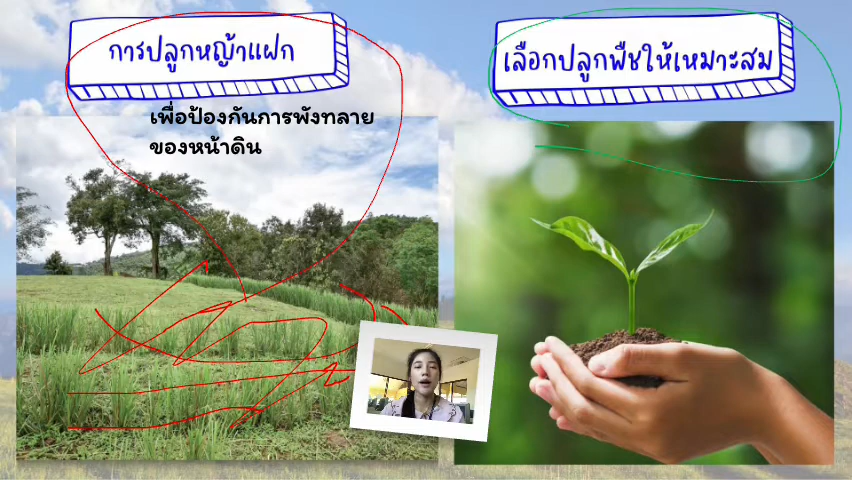 การปลูกหญ้าแฝก
เพื่อป้องกันการพังทลาย
ของหน้าดิน
เลือกปลูกพืชให้เหมาะสม